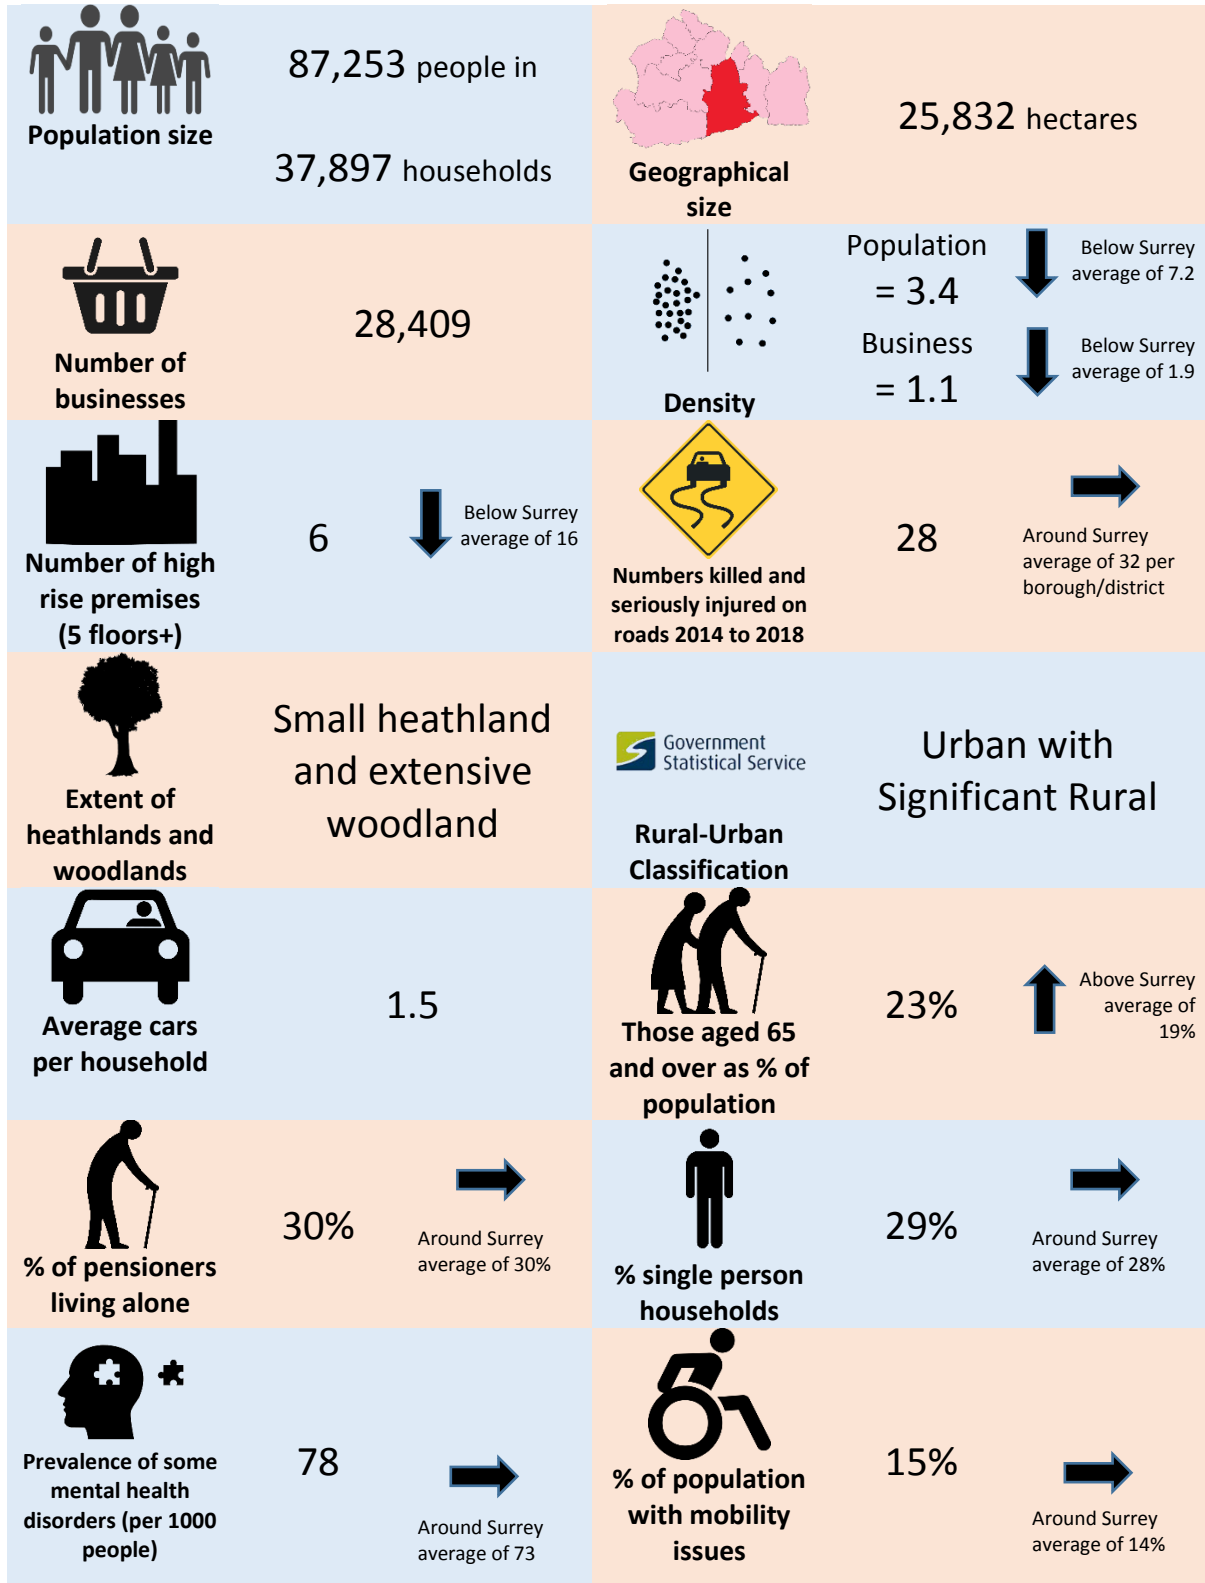 87,253 people in
37,897 households
Population size
25,832 hectares
Geographical
size
28,409
Number of
businesses
Population
= 3.4
Below Surrey
average of 7.2
Business
= 1.1
Below Surrey
average of 1.9
Density
Number of high
rise premises
(5 floors+)
6
Below Surrey
average of 16
Numbers killed and
seriously injured on
roads 2014 to 2018
28
Around Surrey
average of 32 per
borough/district
Extent of
heathlands and
woodlands
Small heathland
and extensive
woodland
Government
Statistical Service
Rural-Urban
Classification
Urban with
Significant Rural
Average cars
per household
1.5
Those aged 65
and over as % of
population
23%
Above Surrey
average of
19%
% of pensioners
living alone
30%
Around Surrey
average of 30%
% single person
households
29%
Around Surrey
average of 28%
Prevalence of some
mental health
disorders (per 1000
people)
78
Around Surrey
average of 73
% of population
with mobility
issues
15%
Around Surrey
average of 14%